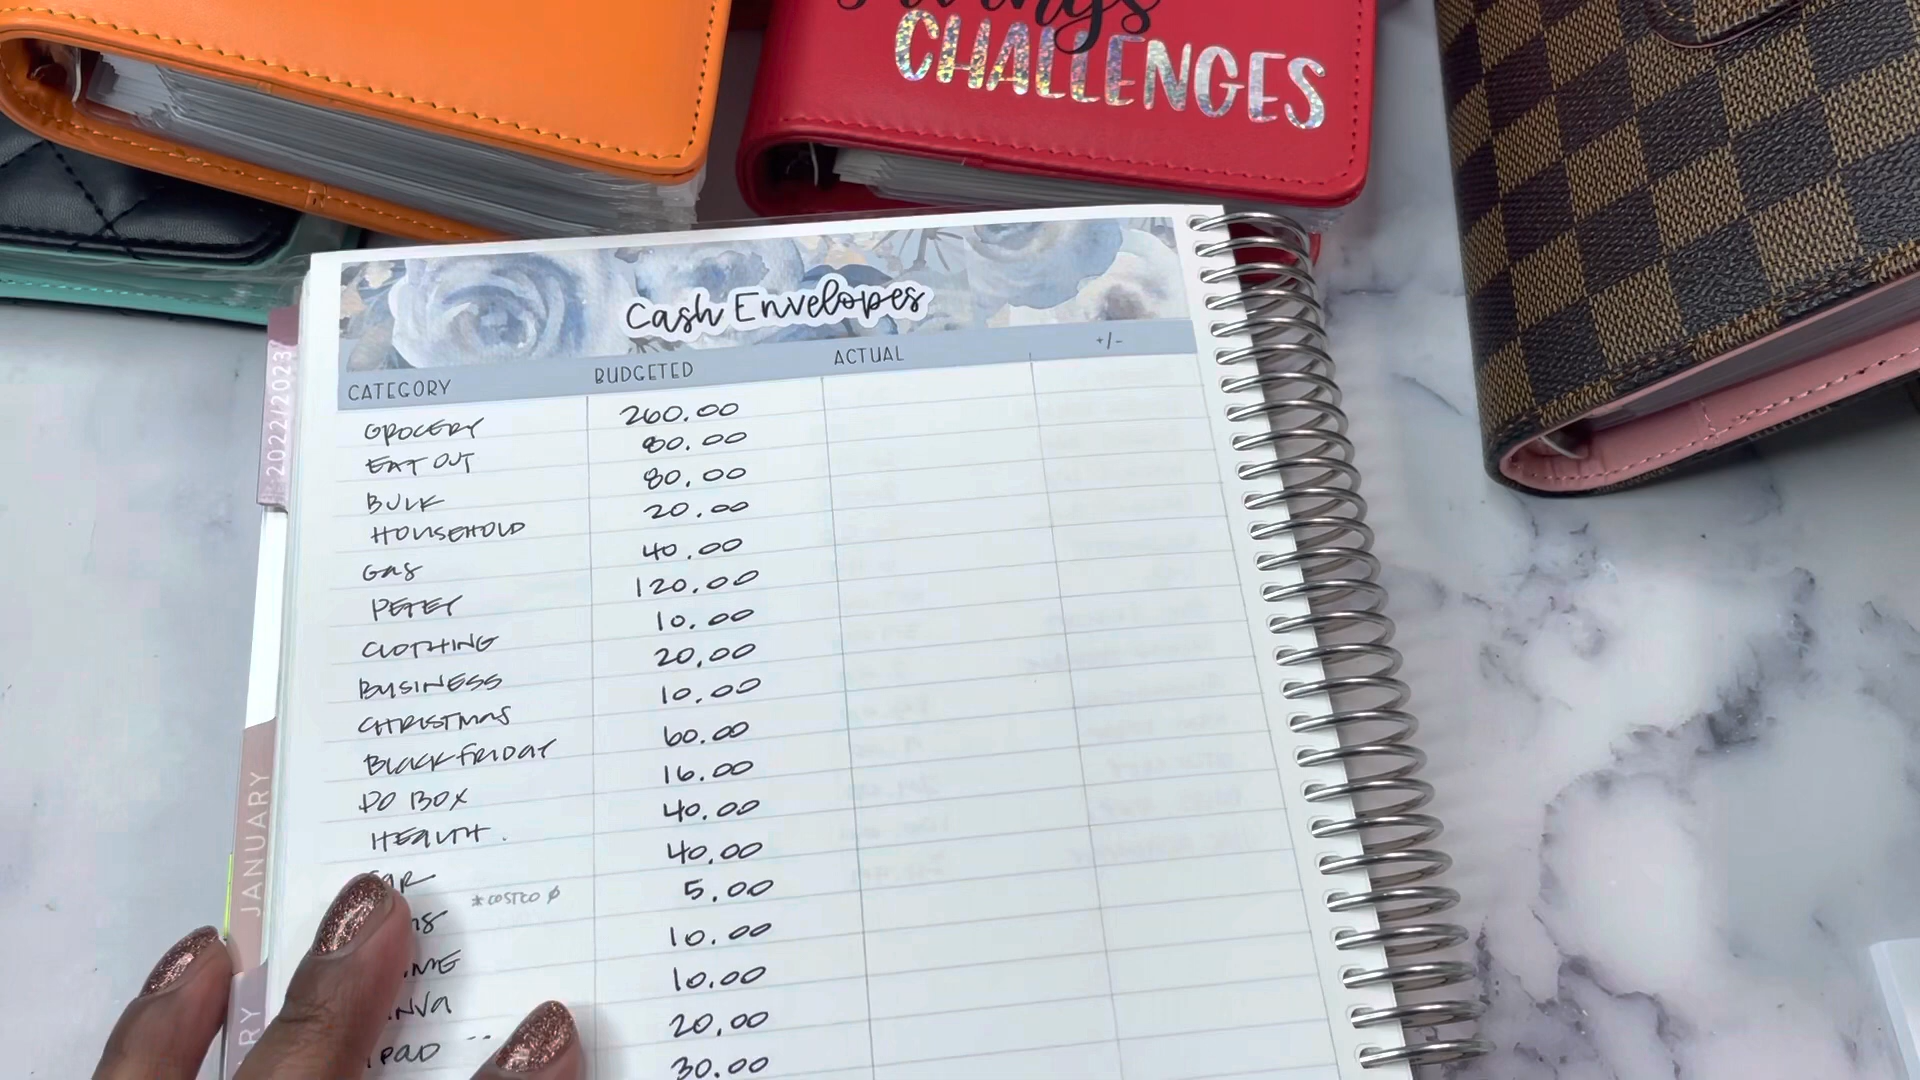 CHALLENGES
Cash Envelopes
CATEGORY BUDGETED ACTUAL +/-
GROCERY 260.00
EAT OUT 80.00
BULK 80.00
HOUSEHOLD 20.00
GAS 40.00
PETEY 120.00
CLOTHING 10.00
BUSINESS 20.00
CHRISTMAS 10.00
BLACK FRIDAY 60.00
PO BOX 16.00
HEALTH. 40.00
40.00
*COSTCO 5.00
10.00
10.00
IPAD 20.00
30.00
2022/2023
JANUARY